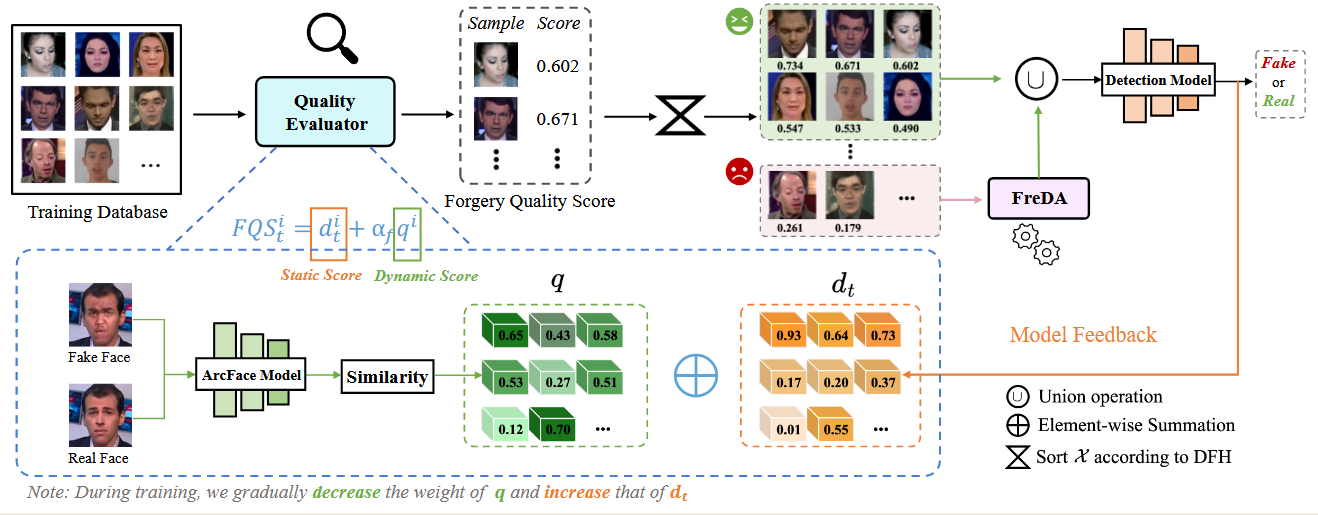 Training Database
Quality
Evaluator
Sample Score
0.602
0.671
Forgery Quality Score
0.734 0.671 0.602
0.547 0.533 0.490
...
0.261 0.179
FreDA
∪
Detection Model
Fake
or
Real
FQS_t^i = d_t^i + α_f q^i
Static Score Dynamic Score
Fake Face
Real Face
ArcFace Model
Similarity
q
0.65 0.43 0.58
0.53 0.27 0.51
0.12 0.70 ...
d_t
0.93 0.64 0.73
0.17 0.20 0.37
0.01 0.55 ...
Model Feedback
∪ Union operation
⊕ Element-wise Summation
Sort 𝒳 according to DFH
Note: During training, we gradually decrease the weight of q and increase that of d_t